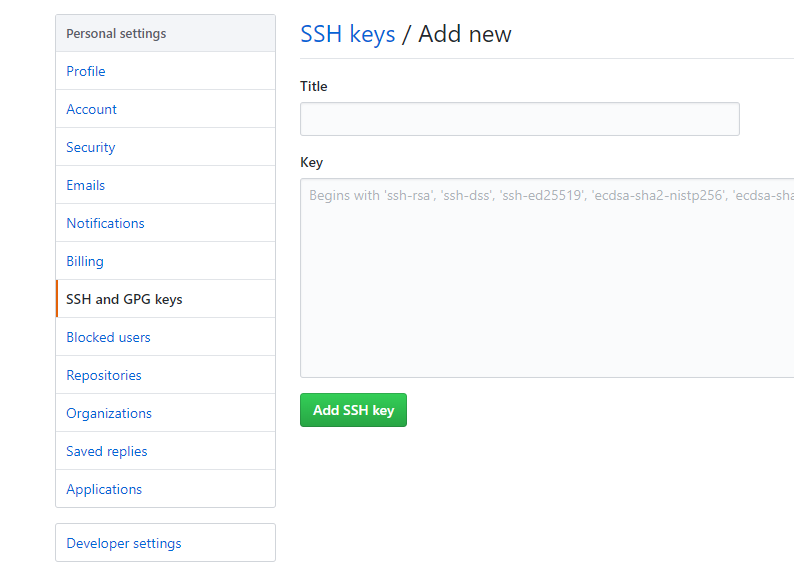 Personal settings
Profile
Account
Security
Emails
Notifications
Billing
SSH and GPG keys
Blocked users
Repositories
Organizations
Saved replies
Applications
Developer settings
SSH keys / Add new
Title
Key
Begins with 'ssh-rsa', 'ssh-dss', 'ssh-ed25519', 'ecdsa-sha2-nistp256', 'ecdsa-sha
Add SSH key